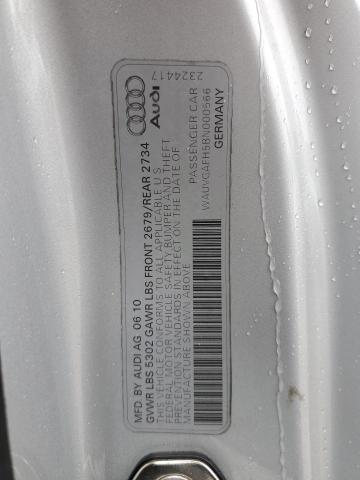 2324417
Audi
MFD. BY AUDI AG 06 10
GVWR LBS 5302 GAWR LBS FRONT 2679/REAR 2734
THIS VEHICLE CONFORMS TO ALL APPLICABLE U S
FEDERAL MOTOR VEHICLE SAFETY BUMPER AND THEFT
PREVENTION STANDARDS IN EFFECT ON THE DATE OF
MANUFACTURE SHOWN ABOVE
PASSENGER CAR
WAUVGAFH5BN000566
GERMANY